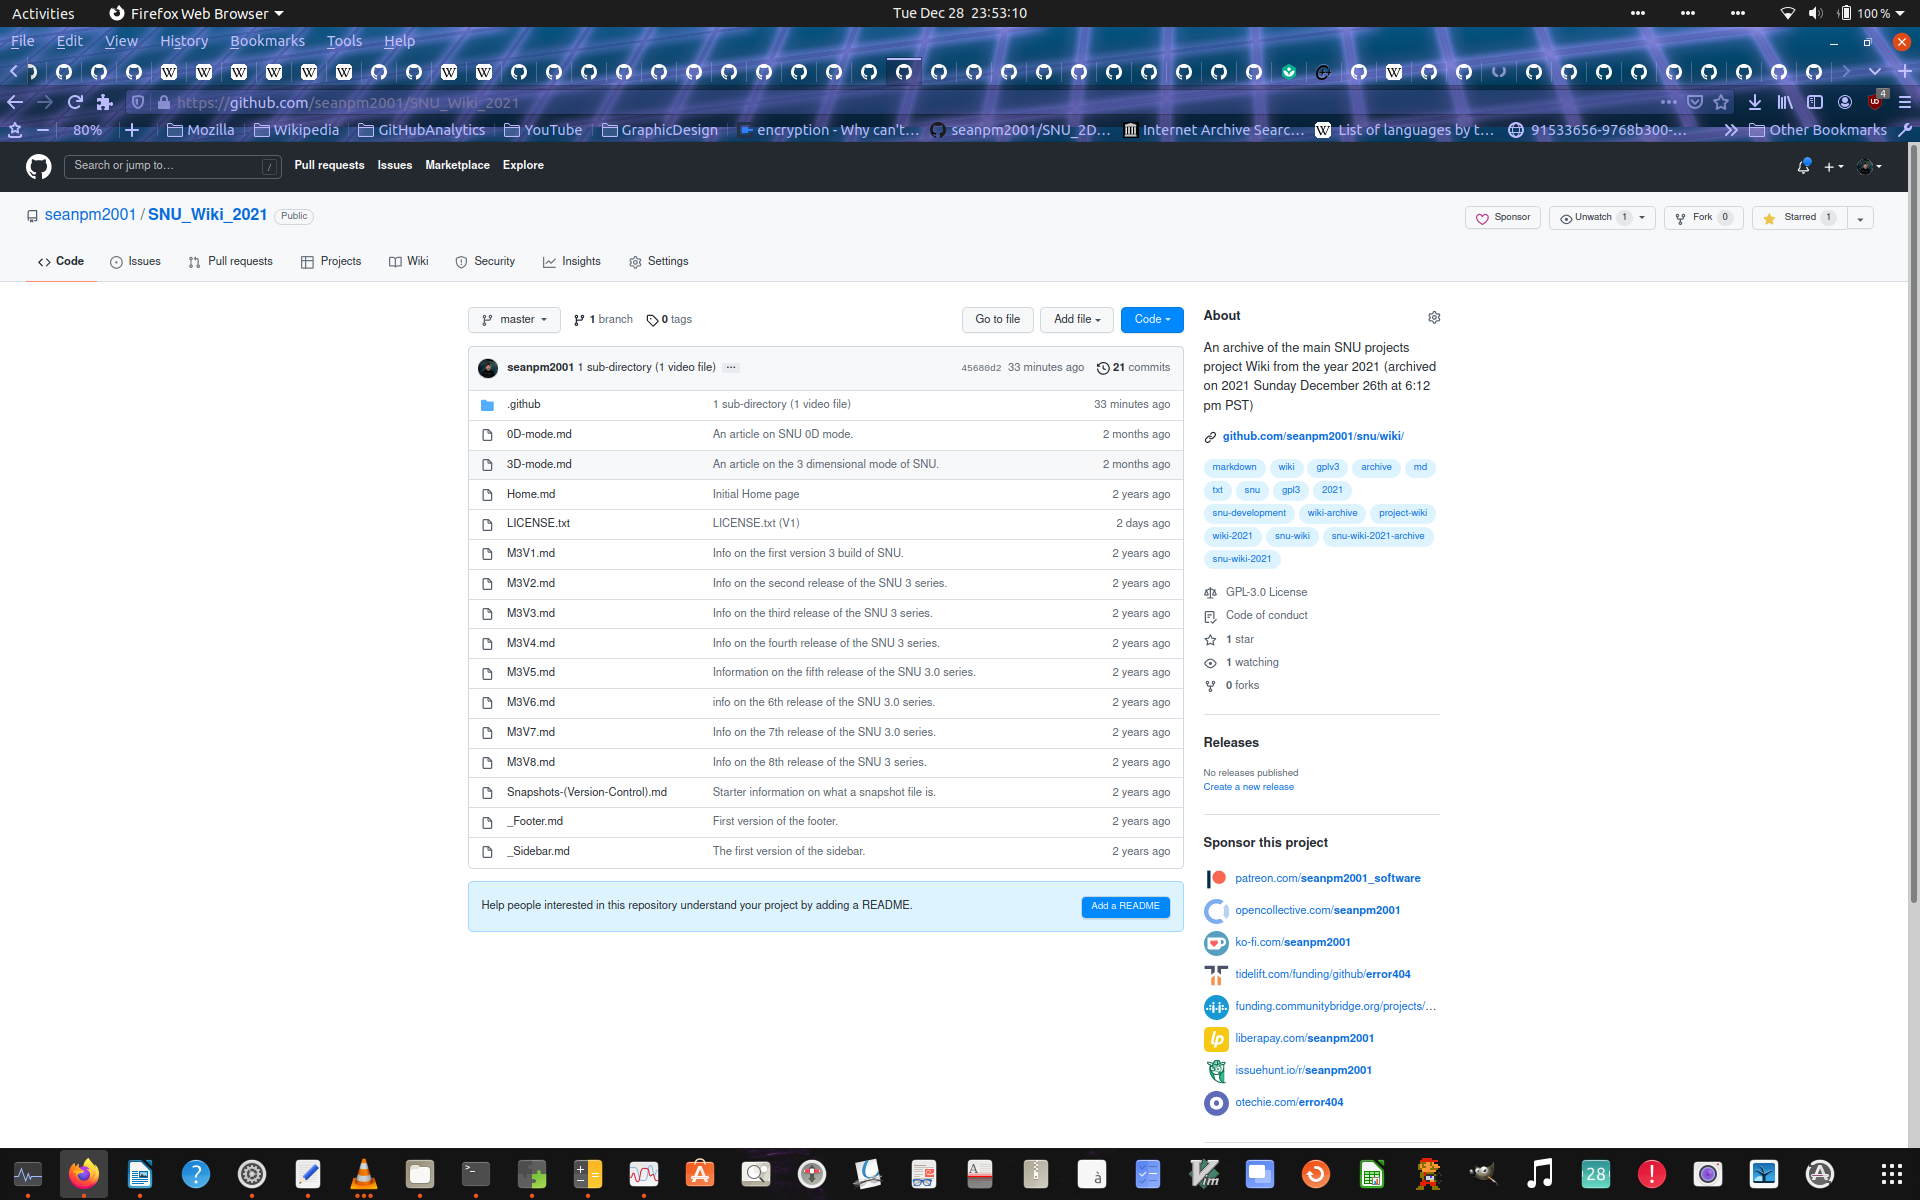 Activities Firefox Web Browser Tue Dec 28 23:53:10 100 %
File Edit View History Bookmarks Tools Help
https://github.com/seanpm2001/SNU_Wiki_2021 4
80% Mozilla Wikipedia GitHubAnalytics YouTube GraphicDesign encryption - Why can't… seanpm2001/SNU_2D… Internet Archive Searc… List of languages by t… 91533656-9768b300-… Other Bookmarks
Search or jump to… / Pull requests Issues Marketplace Explore
seanpm2001 / SNU_Wiki_2021 Public Sponsor Unwatch 1 Fork 0 Starred 1
Code Issues Pull requests Projects Wiki Security Insights Settings
master 1 branch 0 tags Go to file Add file Code
seanpm2001 1 sub-directory (1 video file) ··· 45680d2 33 minutes ago 21 commits
.github 1 sub-directory (1 video file) 33 minutes ago
0D-mode.md An article on SNU 0D mode. 2 months ago
3D-mode.md An article on the 3 dimensional mode of SNU. 2 months ago
Home.md Initial Home page 2 years ago
LICENSE.txt LICENSE.txt (V1) 2 days ago
M3V1.md Info on the first version 3 build of SNU. 2 years ago
M3V2.md Info on the second release of the SNU 3 series. 2 years ago
M3V3.md Info on the third release of the SNU 3 series. 2 years ago
M3V4.md Info on the fourth release of the SNU 3 series. 2 years ago
M3V5.md Information on the fifth release of the SNU 3.0 series. 2 years ago
M3V6.md info on the 6th release of the SNU 3.0 series. 2 years ago
M3V7.md Info on the 7th release of the SNU 3.0 series. 2 years ago
M3V8.md Info on the 8th release of the SNU 3 series. 2 years ago
Snapshots-(Version-Control).md Starter information on what a snapshot file is. 2 years ago
_Footer.md First version of the footer. 2 years ago
_Sidebar.md The first version of the sidebar. 2 years ago
Help people interested in this repository understand your project by adding a README. Add a README
About
An archive of the main SNU projects
project Wiki from the year 2021 (archived
on 2021 Sunday December 26th at 6:12
pm PST)
github.com/seanpm2001/snu/wiki/
markdown wiki gplv3 archive md
txt snu gpl3 2021
snu-development wiki-archive project-wiki
wiki-2021 snu-wiki snu-wiki-2021-archive
snu-wiki-2021
GPL-3.0 License
Code of conduct
1 star
1 watching
0 forks
Releases
No releases published
Create a new release
Sponsor this project
patreon.com/seanpm2001_software
opencollective.com/seanpm2001
ko-fi.com/seanpm2001
tidelift.com/funding/github/error404
funding.communitybridge.org/projects/…
liberapay.com/seanpm2001
issuehunt.io/r/seanpm2001
otechie.com/error404
28